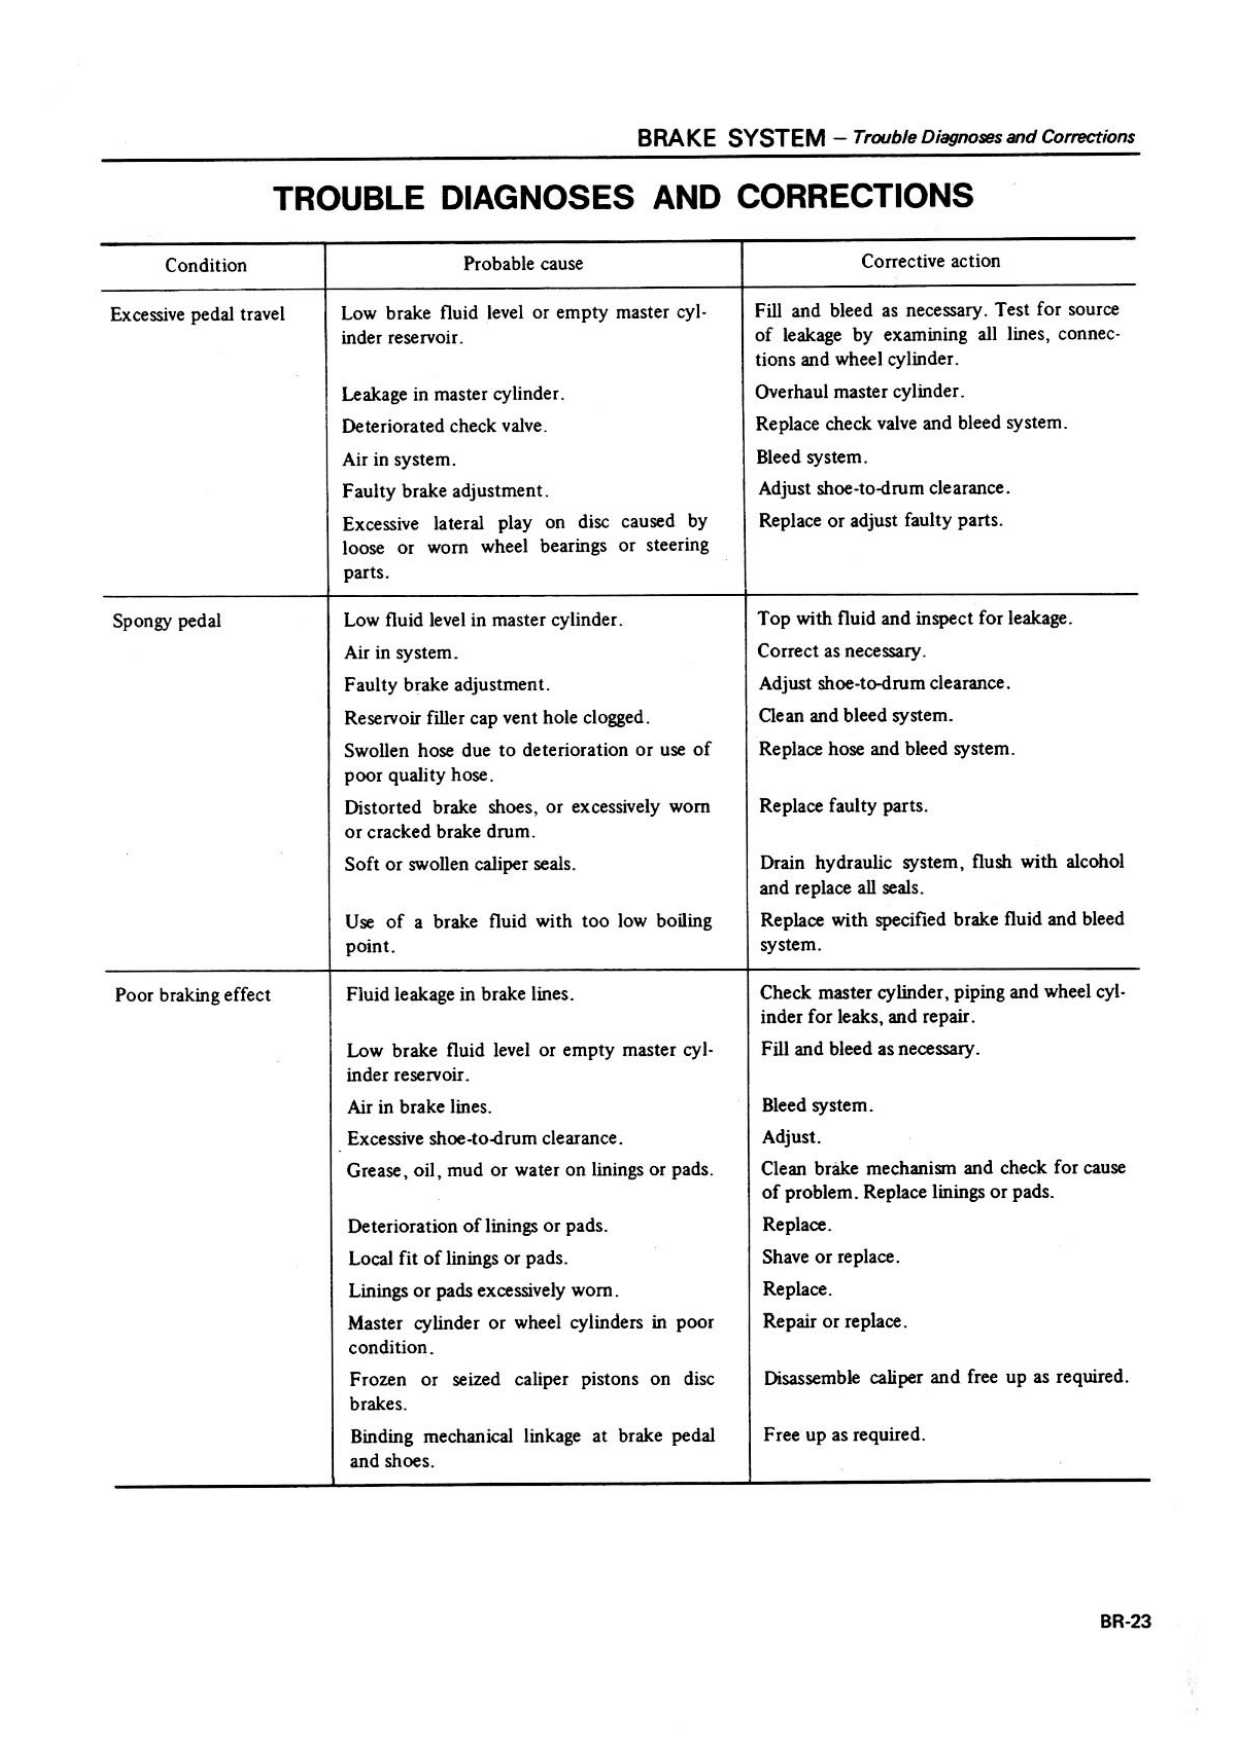 BRAKE SYSTEM – Trouble Diagnoses and Corrections
TROUBLE DIAGNOSES AND CORRECTIONS
Condition
Probable cause
Corrective action
Excessive pedal travel
Low brake fluid level or empty master cyl-
inder reservoir.
Fill and bleed as necessary. Test for source
of leakage by examining all lines, connec-
tions and wheel cylinder.
Leakage in master cylinder.
Overhaul master cylinder.
Deteriorated check valve.
Replace check valve and bleed system.
Air in system.
Bleed system.
Faulty brake adjustment.
Adjust shoe-to-drum clearance.
Excessive lateral play on disc caused by
loose or worn wheel bearings or steering
parts.
Replace or adjust faulty parts.
Spongy pedal
Low fluid level in master cylinder.
Top with fluid and inspect for leakage.
Air in system.
Correct as necessary.
Faulty brake adjustment.
Adjust shoe-to-drum clearance.
Reservoir filler cap vent hole clogged.
Clean and bleed system.
Swollen hose due to deterioration or use of
poor quality hose.
Replace hose and bleed system.
Distorted brake shoes, or excessively worn
or cracked brake drum.
Replace faulty parts.
Soft or swollen caliper seals.
Drain hydraulic system, flush with alcohol
and replace all seals.
Use of a brake fluid with too low boiling
point.
Replace with specified brake fluid and bleed
system.
Poor braking effect
Fluid leakage in brake lines.
Check master cylinder, piping and wheel cyl-
inder for leaks, and repair.
Low brake fluid level or empty master cyl-
inder reservoir.
Fill and bleed as necessary.
Air in brake lines.
Bleed system.
Excessive shoe-to-drum clearance.
Adjust.
Grease, oil, mud or water on linings or pads.
Clean brake mechanism and check for cause
of problem. Replace linings or pads.
Deterioration of linings or pads.
Replace.
Local fit of linings or pads.
Shave or replace.
Linings or pads excessively worn.
Replace.
Master cylinder or wheel cylinders in poor
condition.
Repair or replace.
Frozen or seized caliper pistons on disc
brakes.
Disassemble caliper and free up as required.
Binding mechanical linkage at brake pedal
and shoes.
Free up as required.
BR-23